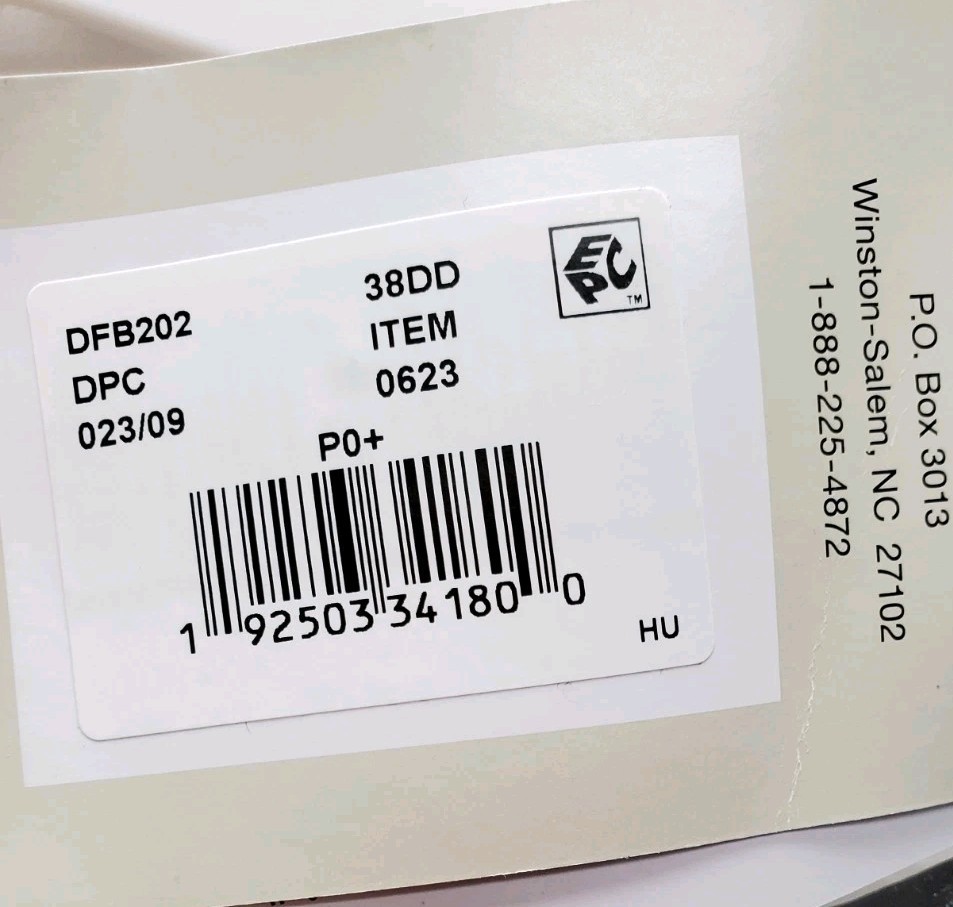 38DD
DFB202
ITEM
DPC
0623
023/09
P0+
1 92503 34180 0
HU
EPC
TM
P.O. Box 3013
Winston-Salem, NC 27102
1-888-225-4872